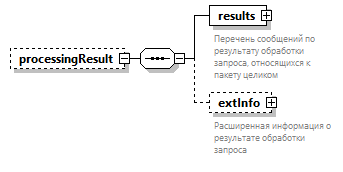 results
Перечень сообщений по
результату обработки
запроса, относящихся к
пакету целиком
processingResult
extInfo
Расширенная информация о
результате обработки
запроса